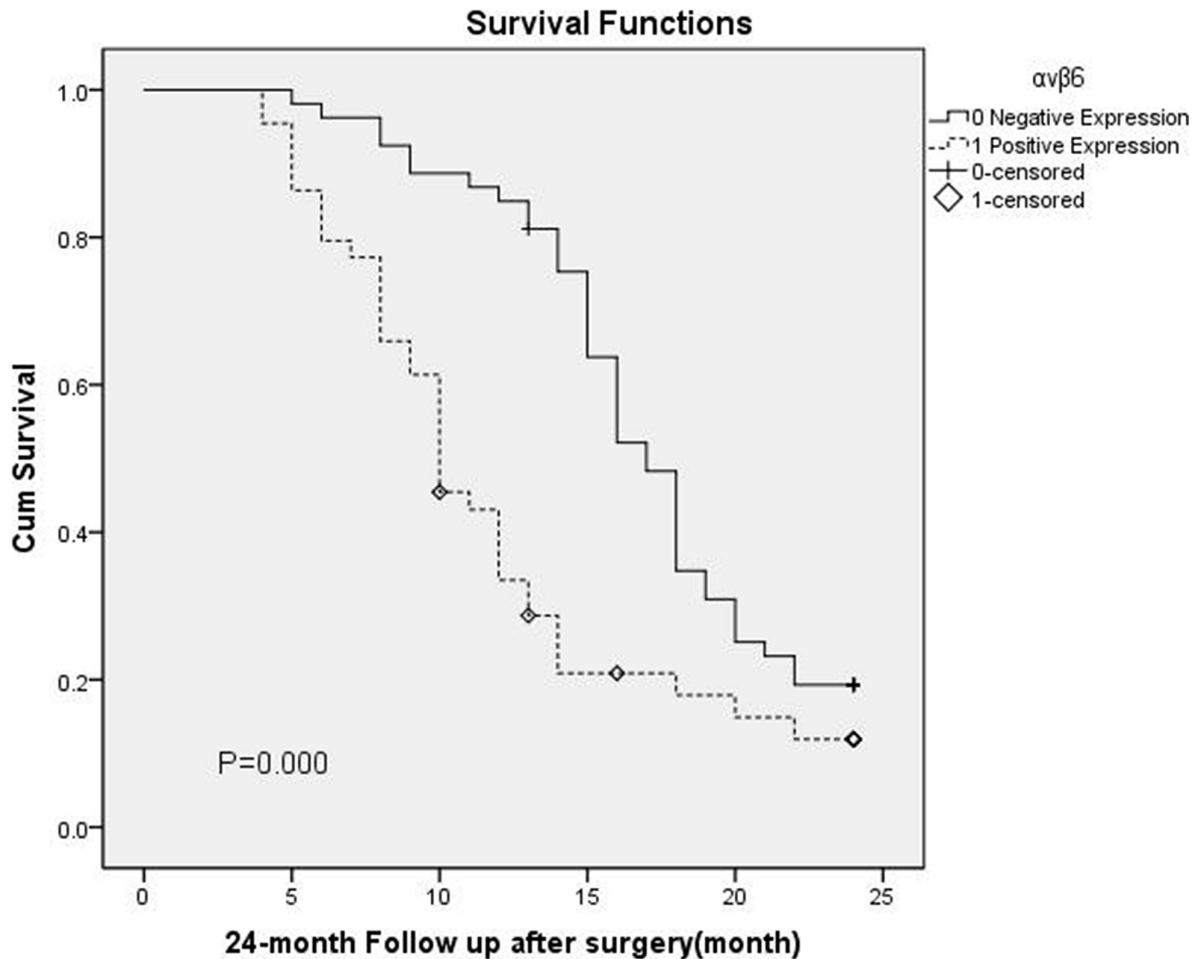 Survival Functions
αvβ6
0 Negative Expression
1 Positive Expression
0-censored
1-censored
Cum Survival
1.0
0.8
0.6
0.4
0.2
0.0
P=0.000
0 5 10 15 20 25
24-month Follow up after surgery(month)